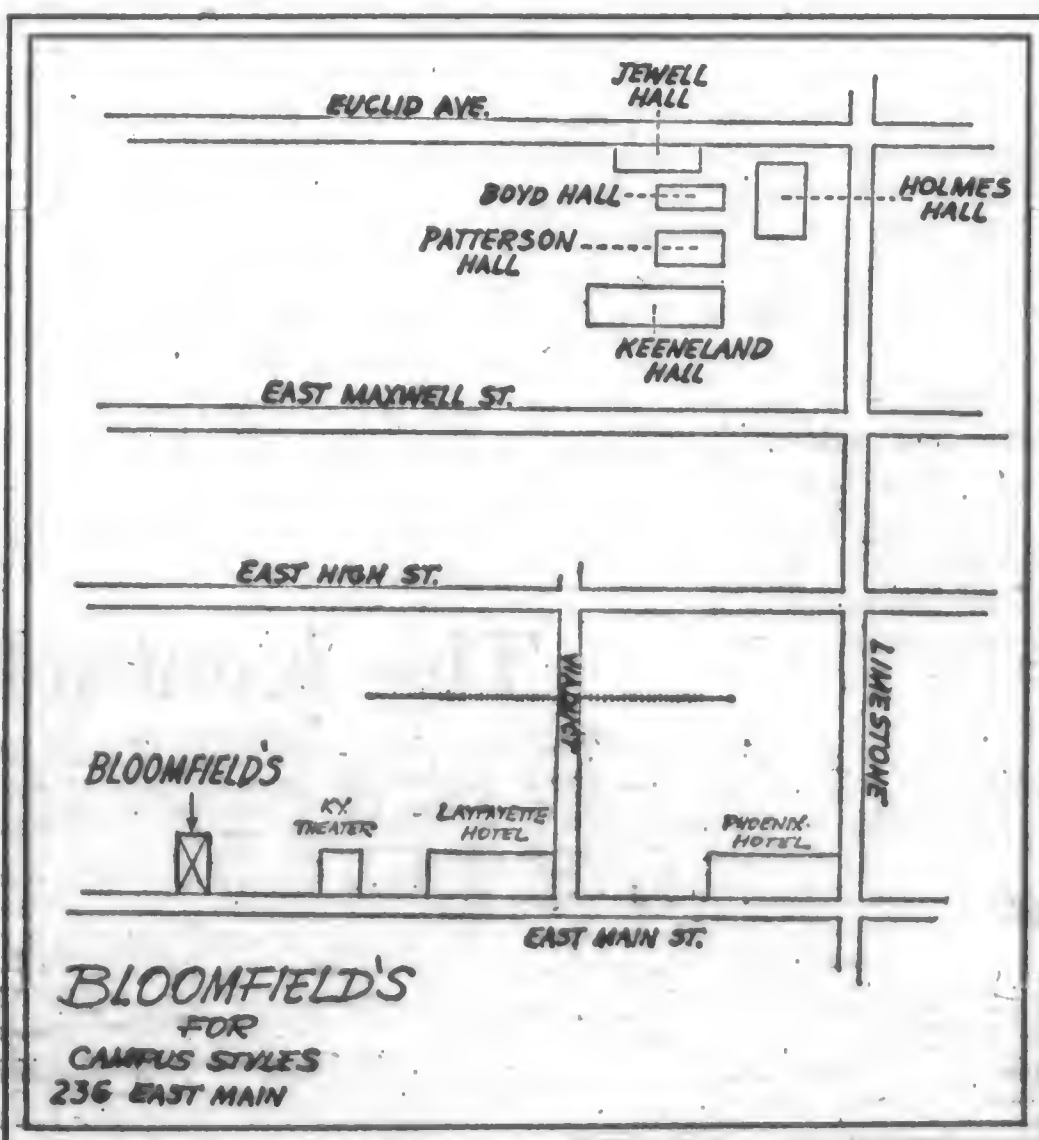 JEWELL
HALL
EUCLID AVE.
BOYD HALL
HOLMES
HALL
PATTERSON
HALL
KEENELAND
HALL
EAST MAXWELL ST.
EAST HIGH ST.
VIADUCT
LIMESTONE
BLOOMFIELD'S
KY.
THEATER
LAYFAYETTE
HOTEL
PHOENIX
HOTEL
EAST MAIN ST.
BLOOMFIELD'S
FOR
CAMPUS STYLES
236 EAST MAIN